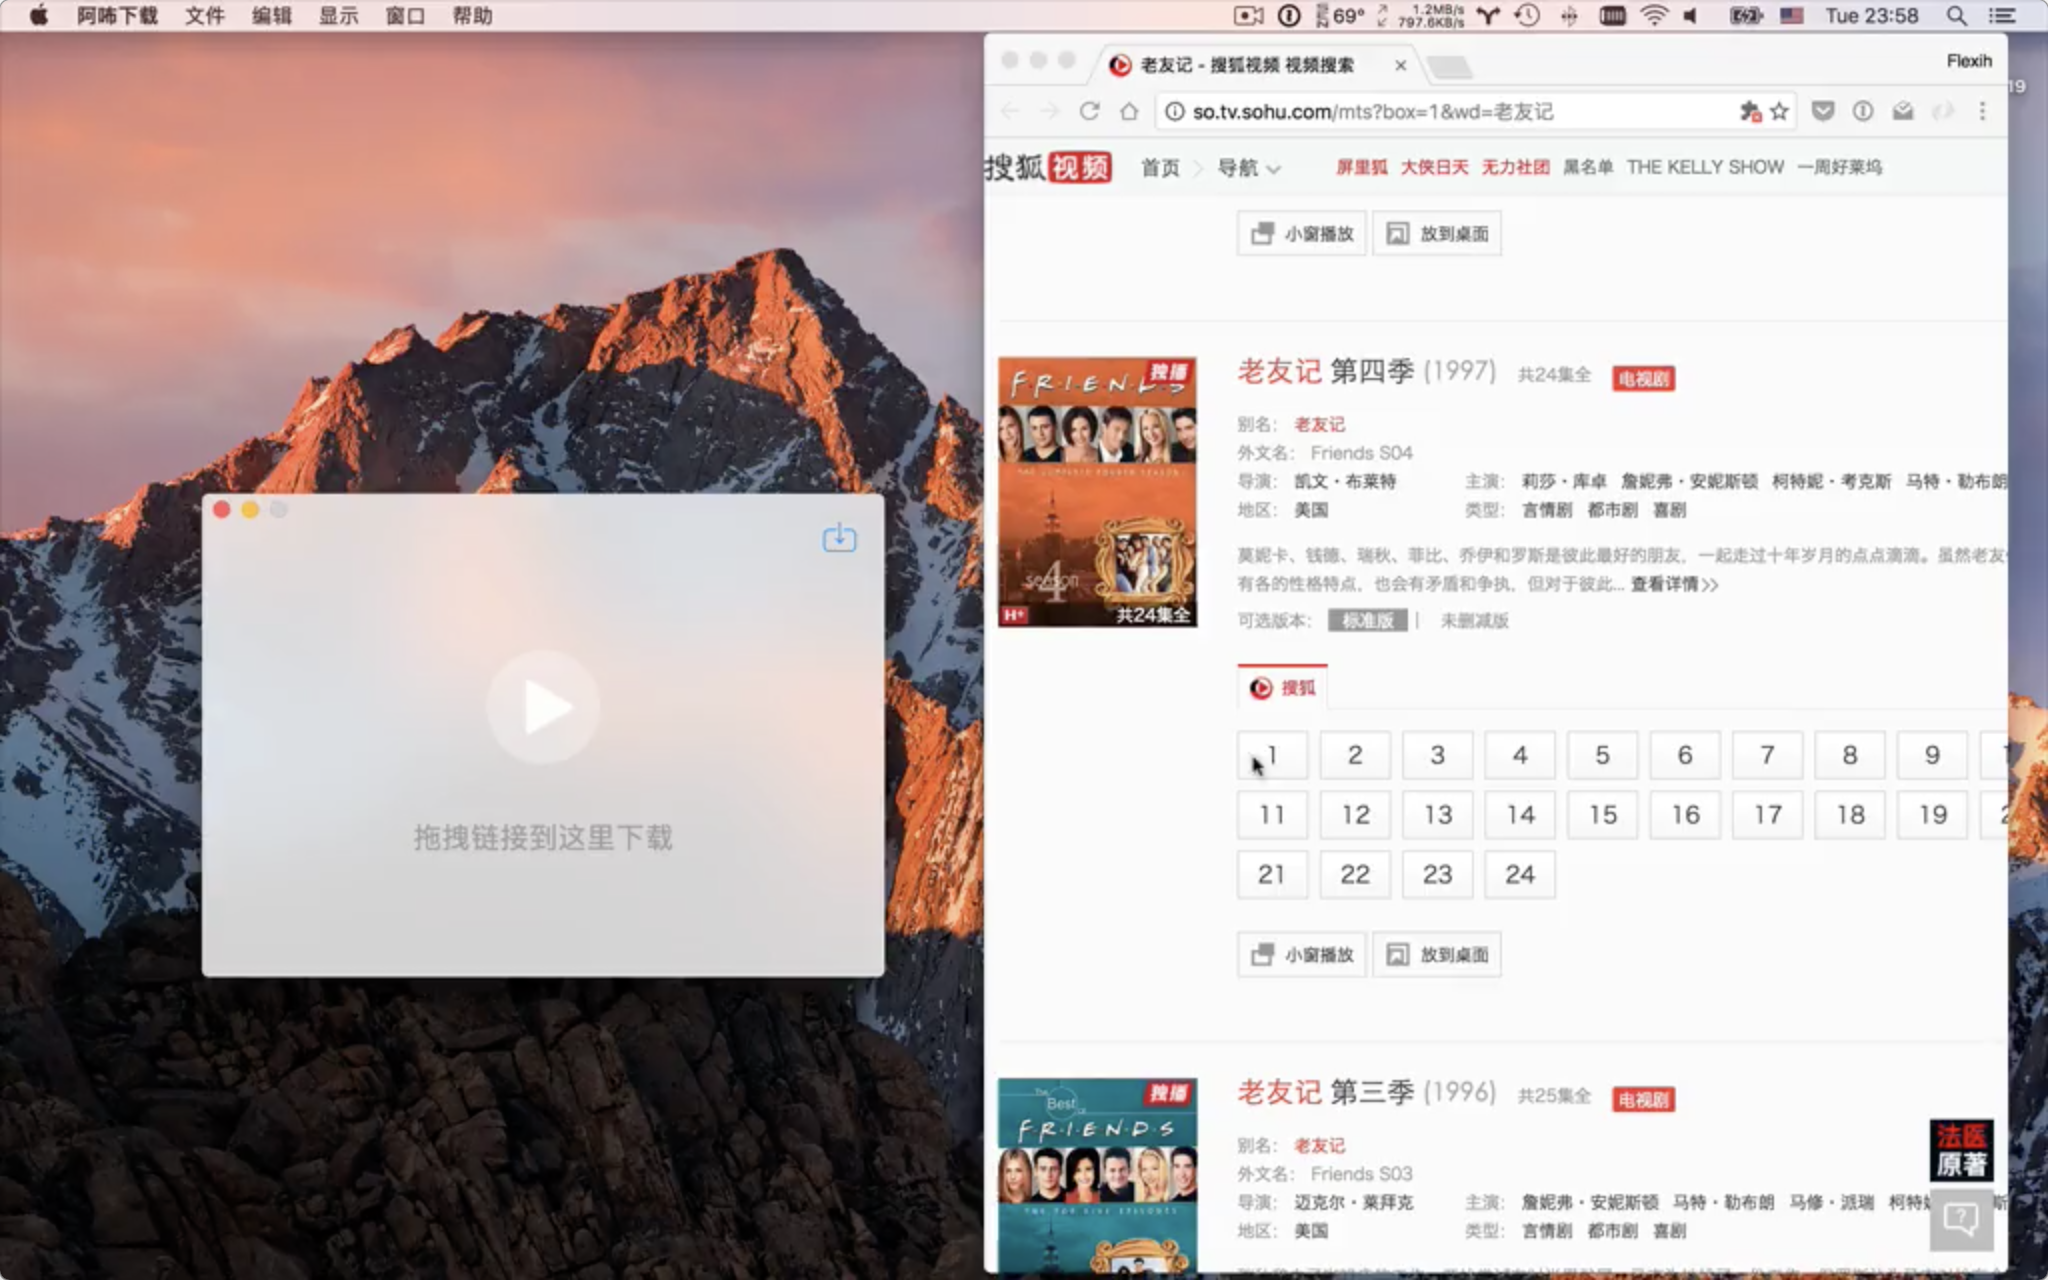 阿咘下载 文件 编辑 显示 窗口 帮助
69° 1.2MB/s 797.6KB/s Tue 23:58
老友记 - 搜狐视频 视频搜索
Flexih
19
so.tv.sohu.com/mts?box=1&wd=老友记
搜狐视频 首页 导航 屏里狐 大侠日天 无力社团 黑名单 THE KELLY SHOW 一周好莱坞
小窗播放 放到桌面
独播
FRIENDS
THE COMPLETE FOURTH SEASON
season 4
H+ 共24集全
老友记 第四季 (1997) 共24集全 电视剧
别名: 老友记
外文名: Friends S04
导演: 凯文·布莱特 主演: 莉莎·库卓 詹妮弗·安妮斯顿 柯特妮·考克斯 马特·勒布朗
地区: 美国 类型: 言情剧 都市剧 喜剧
莫妮卡、钱德、瑞秋、菲比、乔伊和罗斯是彼此最好的朋友,一起走过十年岁月的点点滴滴。虽然老友
有各的性格特点,也会有矛盾和争执,但对于彼此... 查看详情>>
可选版本: 标准版 | 未删减版
搜狐
1 2 3 4 5 6 7 8 9
11 12 13 14 15 16 17 18 19
21 22 23 24
小窗播放 放到桌面
拖拽链接到这里下载
独播
The Best of
FRIENDS
老友记 第三季 (1996) 共25集全 电视剧
别名: 老友记
外文名: Friends S03
导演: 迈克尔·莱拜克 主演: 詹妮弗·安妮斯顿 马特·勒布朗 马修·派瑞 柯特
地区: 美国 类型: 言情剧 都市剧 喜剧
法医
原著